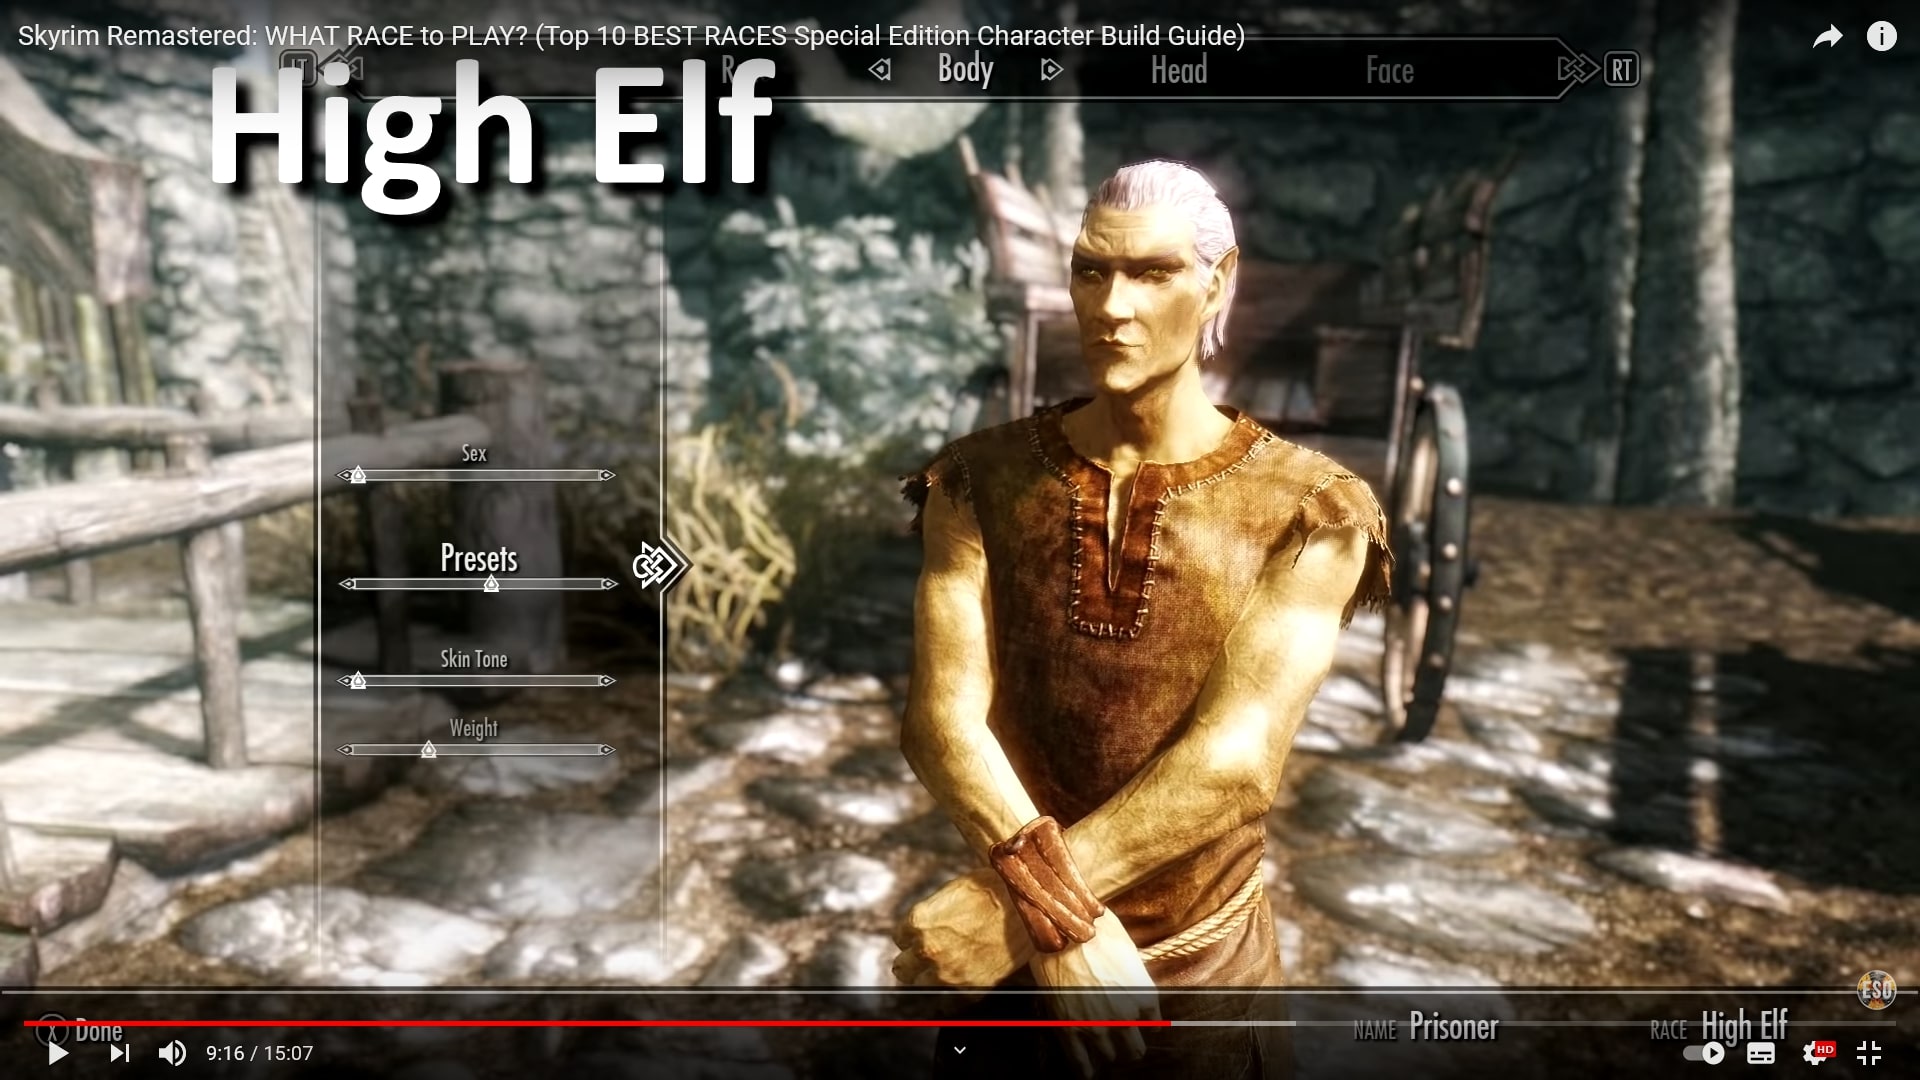 Skyrim Remastered: WHAT RACE to PLAY? (Top 10 BEST RACES Special Edition Character Build Guide)
Body
Head
Face
RT
High Elf
Sex
Presets
Skin Tone
Weight
ESO
X Done
NAME Prisoner
RACE High Elf
9:16 / 15:07
HD